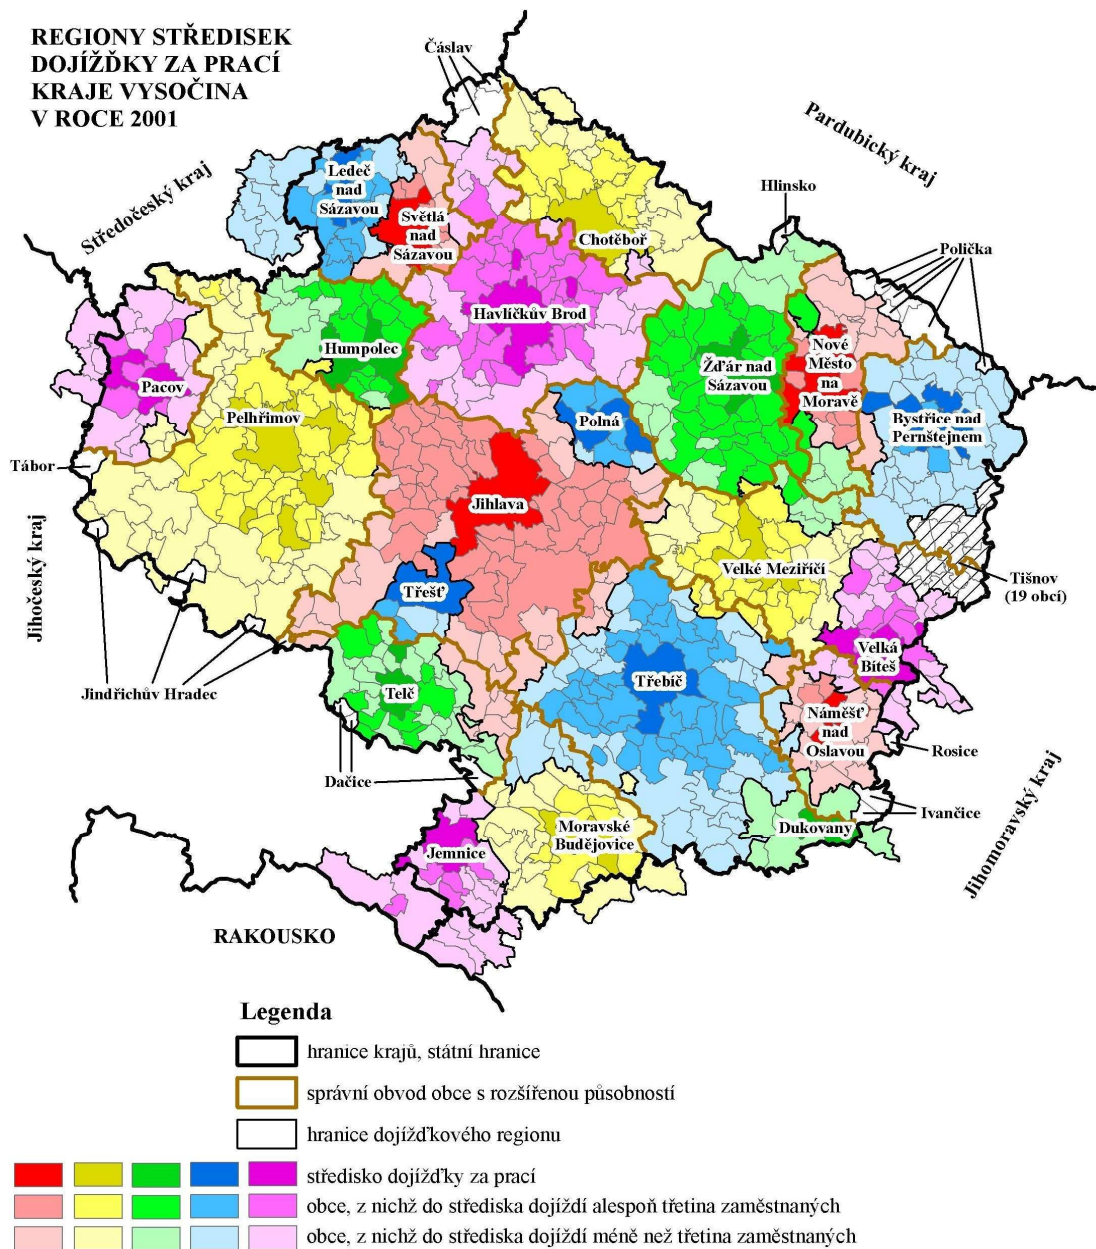 REGIONY STŘEDISEK
DOJÍŽĎKY ZA PRACÍ
KRAJE VYSOČINA
V ROCE 2001
Čáslav
Pardubický kraj
Středočeský kraj
Ledeč
nad
Sázavou
Světlá
nad
Sázavou
Hlinsko
Chotěboř
Polička
Havlíčkův Brod
Humpolec
Nové
Město
na
Moravě
Žďár nad
Sázavou
Pacov
Pelhřimov
Polná
Bystřice nad
Pernštejnem
Tábor
Jihlava
Jihočeský kraj
Velké Meziříčí
Tišnov
(19 obcí)
Třešť
Velká
Bíteš
Třebíč
Jindřichův Hradec
Telč
Náměšť
nad
Oslavou
Rosice
Dačice
Ivančice
Jihomoravský kraj
Moravské
Budějovice
Dukovany
Jemnice
RAKOUSKO
Legenda
hranice krajů, státní hranice
správní obvod obce s rozšířenou působností
hranice dojížďkového regionu
středisko dojížďky za prací
obce, z nichž do střediska dojíždí alespoň třetina zaměstnaných
obce, z nichž do střediska dojíždí méně než třetina zaměstnaných